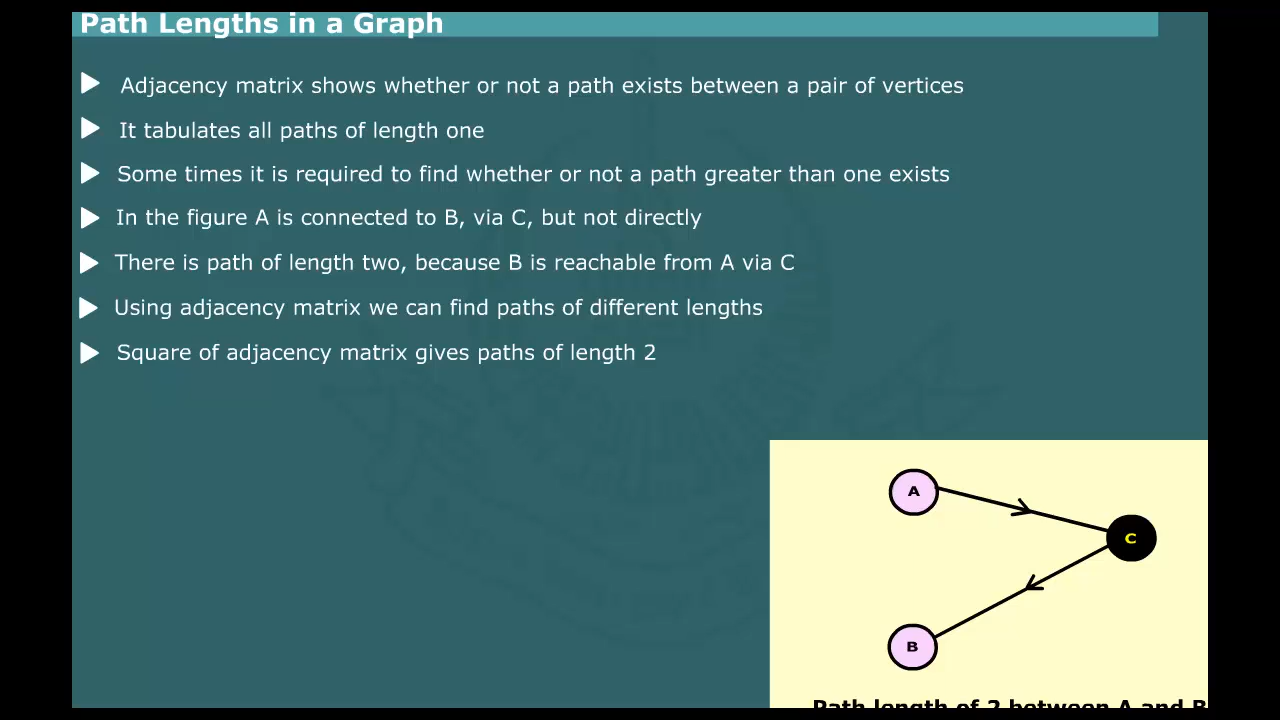 Path Lengths in a Graph
Adjacency matrix shows whether or not a path exists between a pair of vertices
It tabulates all paths of length one
Some times it is required to find whether or not a path greater than one exists
In the figure A is connected to B, via C, but not directly
There is path of length two, because B is reachable from A via C
Using adjacency matrix we can find paths of different lengths
Square of adjacency matrix gives paths of length 2
A
C
B
Path length of 2 between A and B